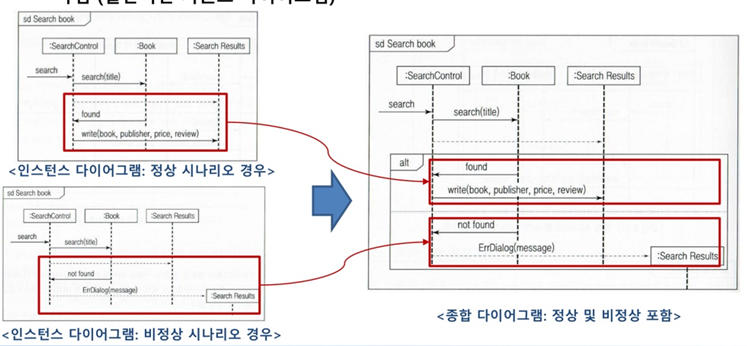 sd Search book
:SearchControl
:Book
:Search Results
search
search(title)
found
write(book, publisher, price, review)
<인스턴스 다이어그램: 정상 시나리오 경우>
sd Search book
:SearchControl
:Book
:Search Results
search
search(title)
not found
ErrDialog(message)
:Search Results
<인스턴스 다이어그램: 비정상 시나리오 경우>
sd Search book
:SearchControl
:Book
:Search Results
search
search(title)
alt
found
write(book, publisher, price, review)
not found
ErrDialog(message)
:Search Results
<종합 다이어그램: 정상 및 비정상 포함>